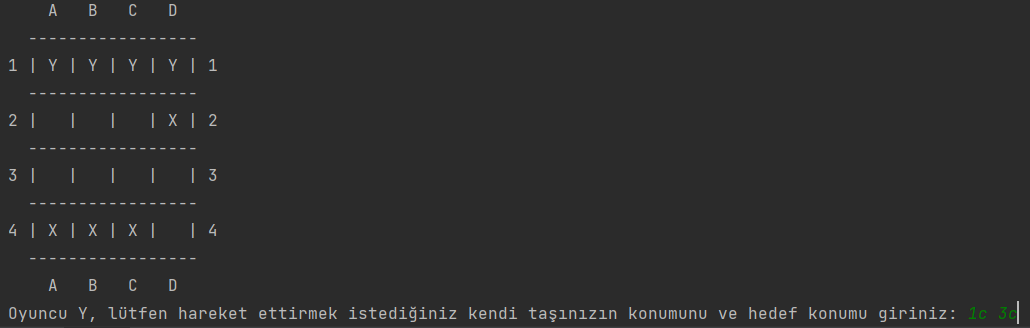 A   B   C   D
  -----------------
1 | Y | Y | Y | Y | 1
  -----------------
2 |   |   |   | X | 2
  -----------------
3 |   |   |   |   | 3
  -----------------
4 | X | X | X |   | 4
  -----------------
    A   B   C   D
Oyuncu Y, lütfen hareket ettirmek istediğiniz kendi taşınızın konumunu ve hedef konumu giriniz: 1c 3c